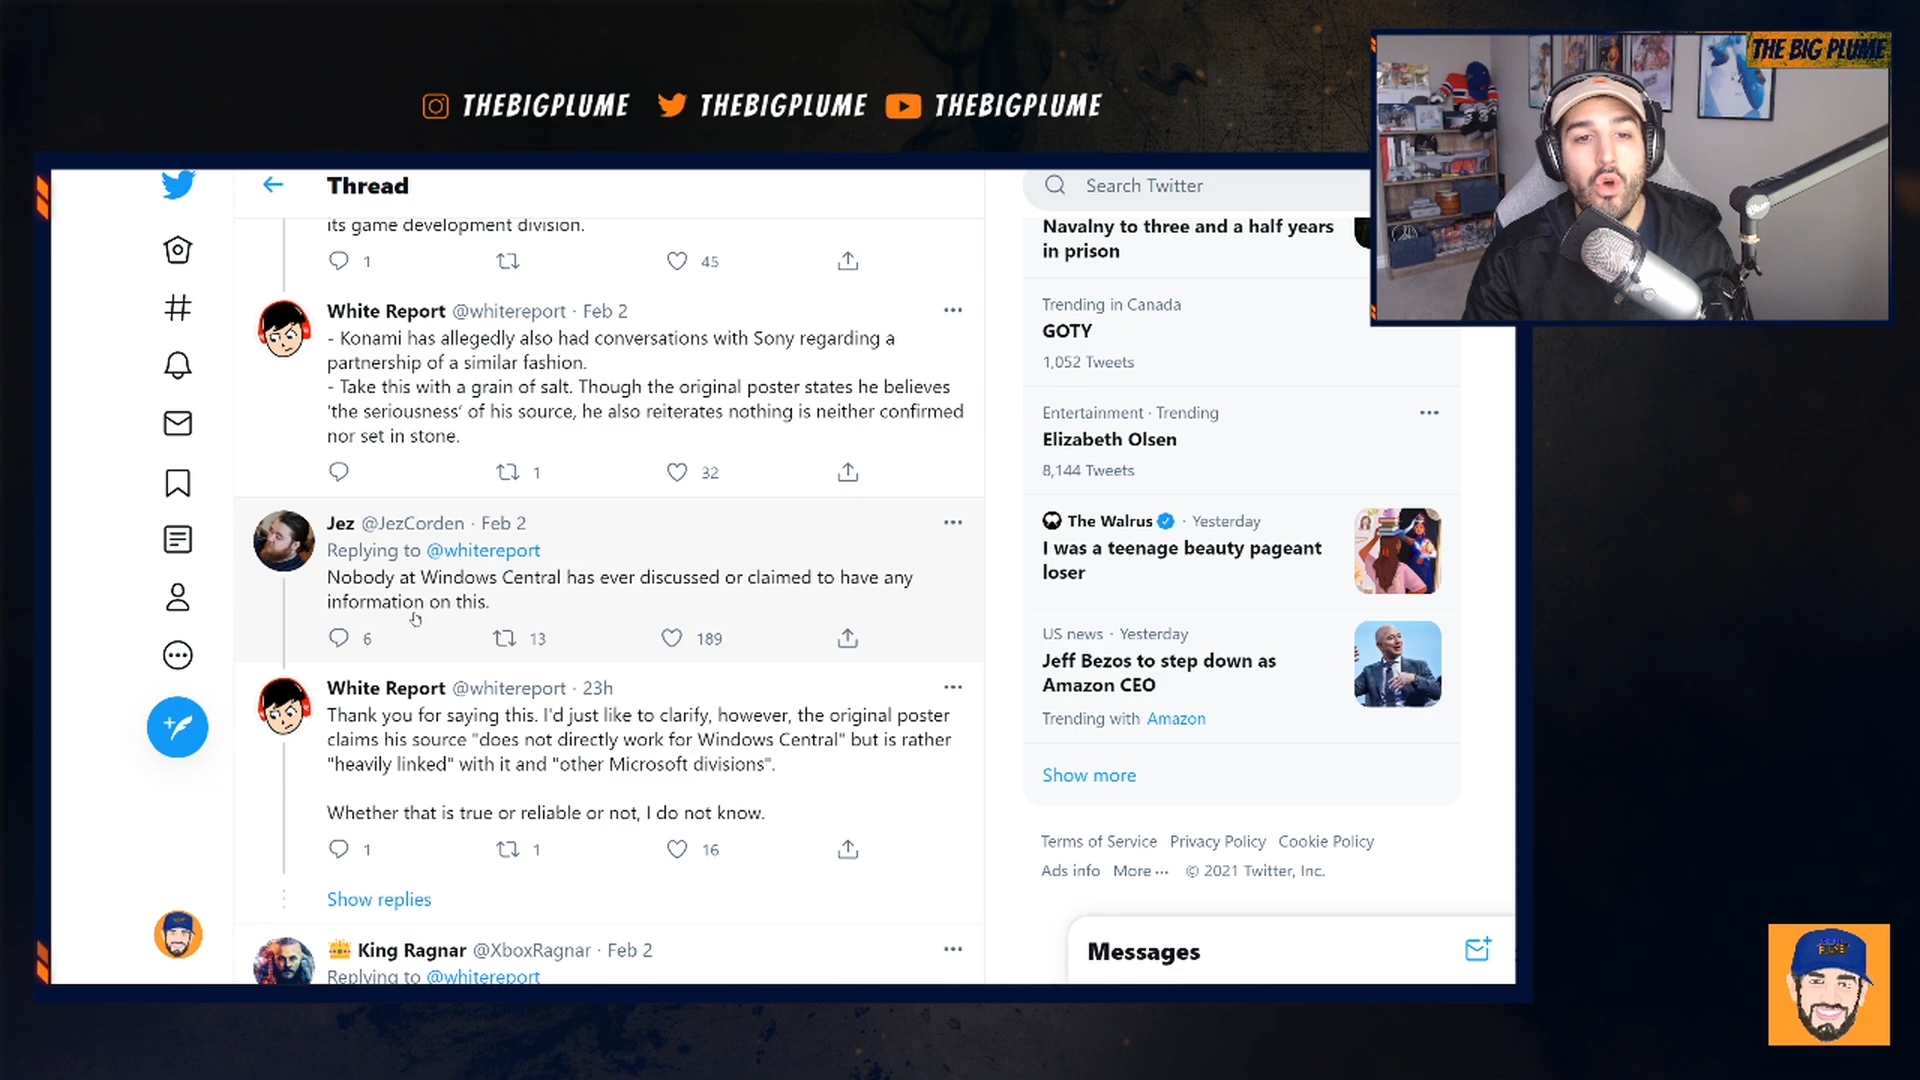 THEBIGPLUME THEBIGPLUME THEBIGPLUME
THE BIG PLUME
Thread
its game development division.
1 45
White Report @whitereport · Feb 2
- Konami has allegedly also had conversations with Sony regarding a
partnership of a similar fashion.
- Take this with a grain of salt. Though the original poster states he believes
'the seriousness' of his source, he also reiterates nothing is neither confirmed
nor set in stone.
1 32
Jez @JezCorden · Feb 2
Replying to @whitereport
Nobody at Windows Central has ever discussed or claimed to have any
information on this.
6 13 189
White Report @whitereport · 23h
Thank you for saying this. I'd just like to clarify, however, the original poster
claims his source "does not directly work for Windows Central" but is rather
"heavily linked" with it and "other Microsoft divisions".
Whether that is true or reliable or not, I do not know.
1 1 16
Show replies
King Ragnar @XboxRagnar · Feb 2
Replying to @whitereport
Search Twitter
Navalny to three and a half years
in prison
Trending in Canada
GOTY
1,052 Tweets
Entertainment · Trending
Elizabeth Olsen
8,144 Tweets
The Walrus · Yesterday
I was a teenage beauty pageant
loser
US news · Yesterday
Jeff Bezos to step down as
Amazon CEO
Trending with Amazon
Show more
Terms of Service Privacy Policy Cookie Policy
Ads info More ··· © 2021 Twitter, Inc.
Messages